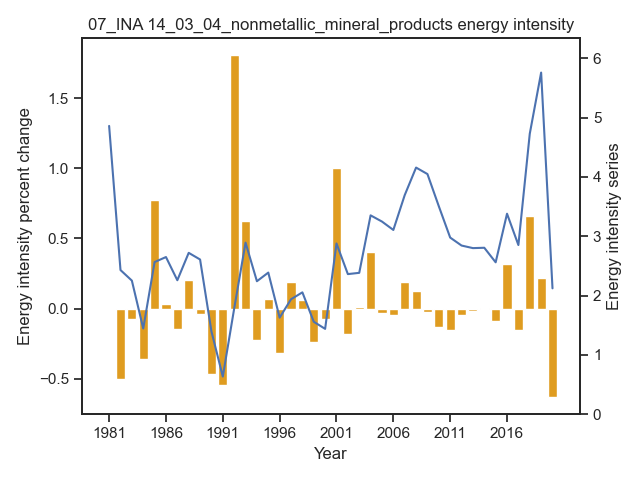 07_INA 14_03_04_nonmetallic_mineral_products energy intensity
Energy intensity percent change
1.5
1.0
0.5
0.0
−0.5
6
5
4
3
2
1
0
Energy intensity series
1981 1986 1991 1996 2001 2006 2011 2016
Year